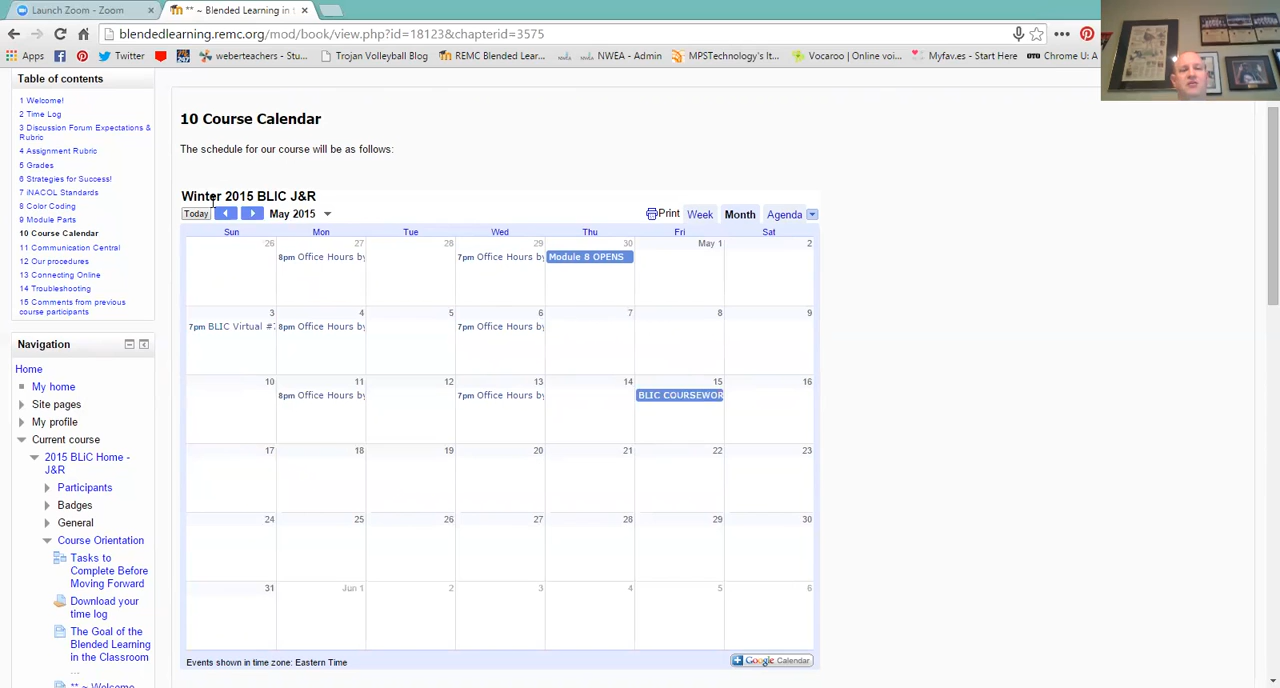 Launch Zoom - Zoom
** ~ Blended Learning in
blendedlearning.remc.org/mod/book/view.php?id=18123&chapterid=3575
Apps
Twitter
weberteachers - Stu...
Trojan Volleyball Blog
REMC Blended Lear...
NWEA - Admin
MPSTechnology's It...
Vocaroo | Online voi...
Myfav.es - Start Here
OTU
Chrome U: A
Table of contents
1 Welcome!
2 Time Log
3 Discussion Forum Expectations &
Rubric
4 Assignment Rubric
5 Grades
6 Strategies for Success!
7 iNACOL Standards
8 Color Coding
9 Module Parts
10 Course Calendar
11 Communication Central
12 Our procedures
13 Connecting Online
14 Troubleshooting
15 Comments from previous
course participants
Navigation
Home
My home
Site pages
My profile
Current course
2015 BLiC Home -
J&R
Participants
Badges
General
Course Orientation
Tasks to
Complete Before
Moving Forward
Download your
time log
The Goal of the
Blended Learning
in the Classroom
...
** ~ Welcome
10 Course Calendar
The schedule for our course will be as follows:
Winter 2015 BLIC J&R
Today May 2015 Print Week Month Agenda
Sun Mon Tue Wed Thu Fri Sat
26 27 28 29 30 May 1 2
8pm Office Hours by 7pm Office Hours by Module 8 OPENS
3 4 5 6 7 8 9
7pm BLIC Virtual #7 8pm Office Hours by 7pm Office Hours by
10 11 12 13 14 15 16
8pm Office Hours by 7pm Office Hours by BLIC COURSEWOR
17 18 19 20 21 22 23
24 25 26 27 28 29 30
31 Jun 1 2 3 4 5 6
Events shown in time zone: Eastern Time
Google Calendar